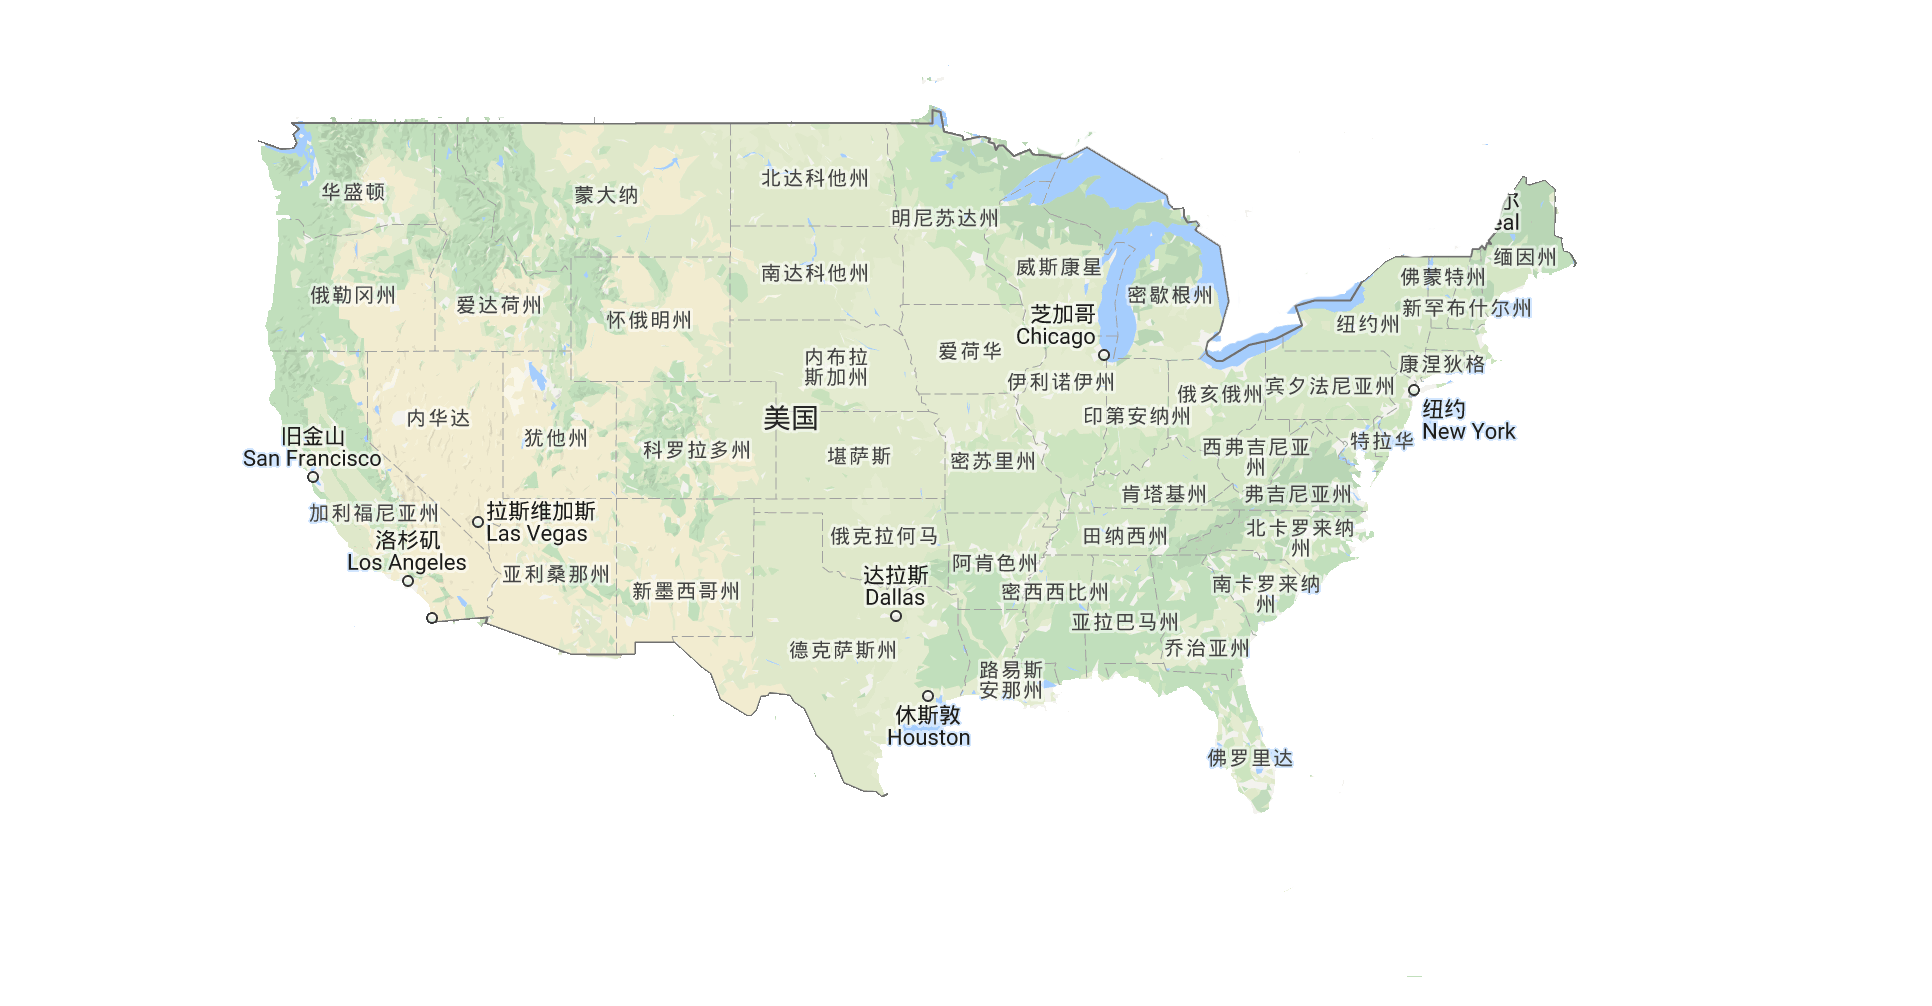 华盛顿
蒙大纳
北达科他州
明尼苏达州
尔
eal
缅因州
俄勒冈州
爱达荷州
怀俄明州
南达科他州
威斯康星
密歇根州
佛蒙特州
新罕布什尔州
纽约州
芝加哥
Chicago
内布拉
斯加州
爱荷华
伊利诺伊州
印第安纳州
俄亥俄州
宾夕法尼亚州
康涅狄格
纽约
New York
内华达
犹他州
科罗拉多州
美国
堪萨斯
密苏里州
西弗吉尼亚
州
特拉华
旧金山
San Francisco
肯塔基州
弗吉尼亚州
加利福尼亚州
拉斯维加斯
Las Vegas
洛杉矶
Los Angeles
亚利桑那州
新墨西哥州
俄克拉何马
阿肯色州
田纳西州
北卡罗来纳
州
达拉斯
Dallas
密西西比州
南卡罗来纳
州
亚拉巴马州
乔治亚州
德克萨斯州
路易斯
安那州
休斯敦
Houston
佛罗里达